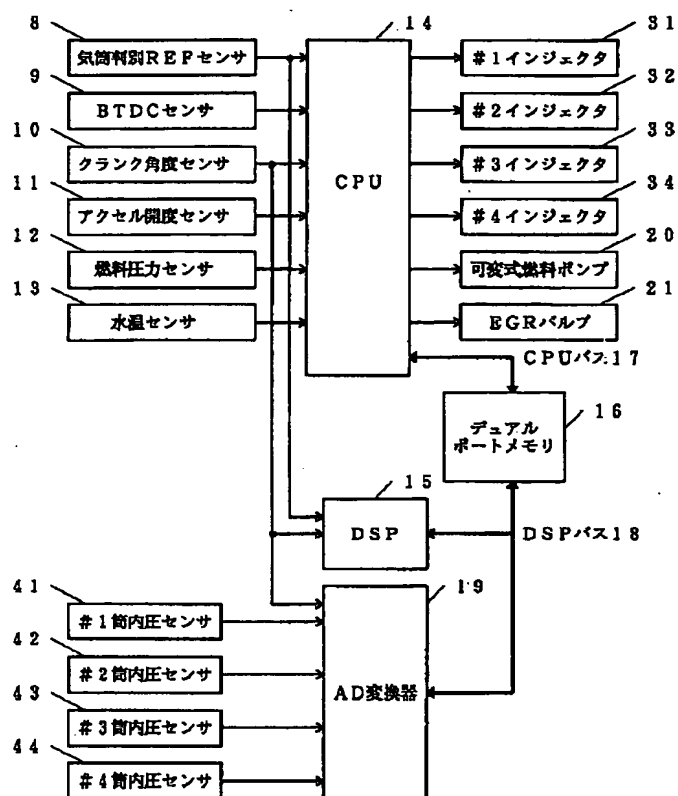 8
気筒判別REFセンサ
9
BTDCセンサ
10
クランク角度センサ
11
アクセル開度センサ
12
燃料圧力センサ
13
水温センサ
14
CPU
31
#1インジェクタ
32
#2インジェクタ
33
#3インジェクタ
34
#4インジェクタ
20
可変式燃料ポンプ
21
EGRバルブ
CPUバス17
16
デュアル
ポートメモリ
15
DSP
DSPバス18
19
AD変換器
41
#1筒内圧センサ
42
#2筒内圧センサ
43
#3筒内圧センサ
44
#4筒内圧センサ